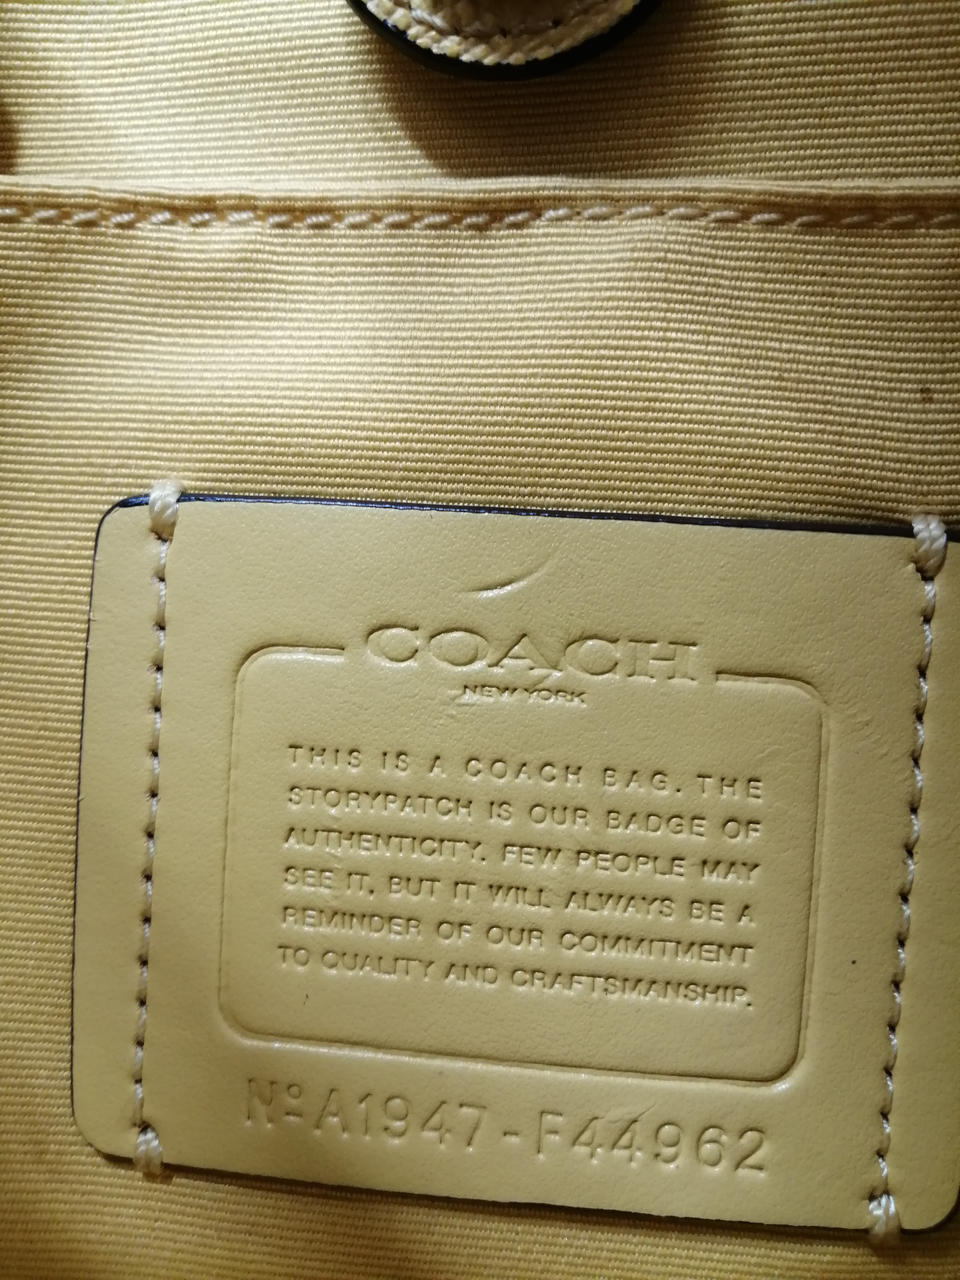 COACH
NEW YORK
THIS IS A COACH BAG. THE
STORYPATCH IS OUR BADGE OF
AUTHENTICITY. FEW PEOPLE MAY
SEE IT, BUT IT WILL ALWAYS BE A
REMINDER OF OUR COMMITMENT
TO QUALITY AND CRAFTSMANSHIP.
Nº A1947-F44962